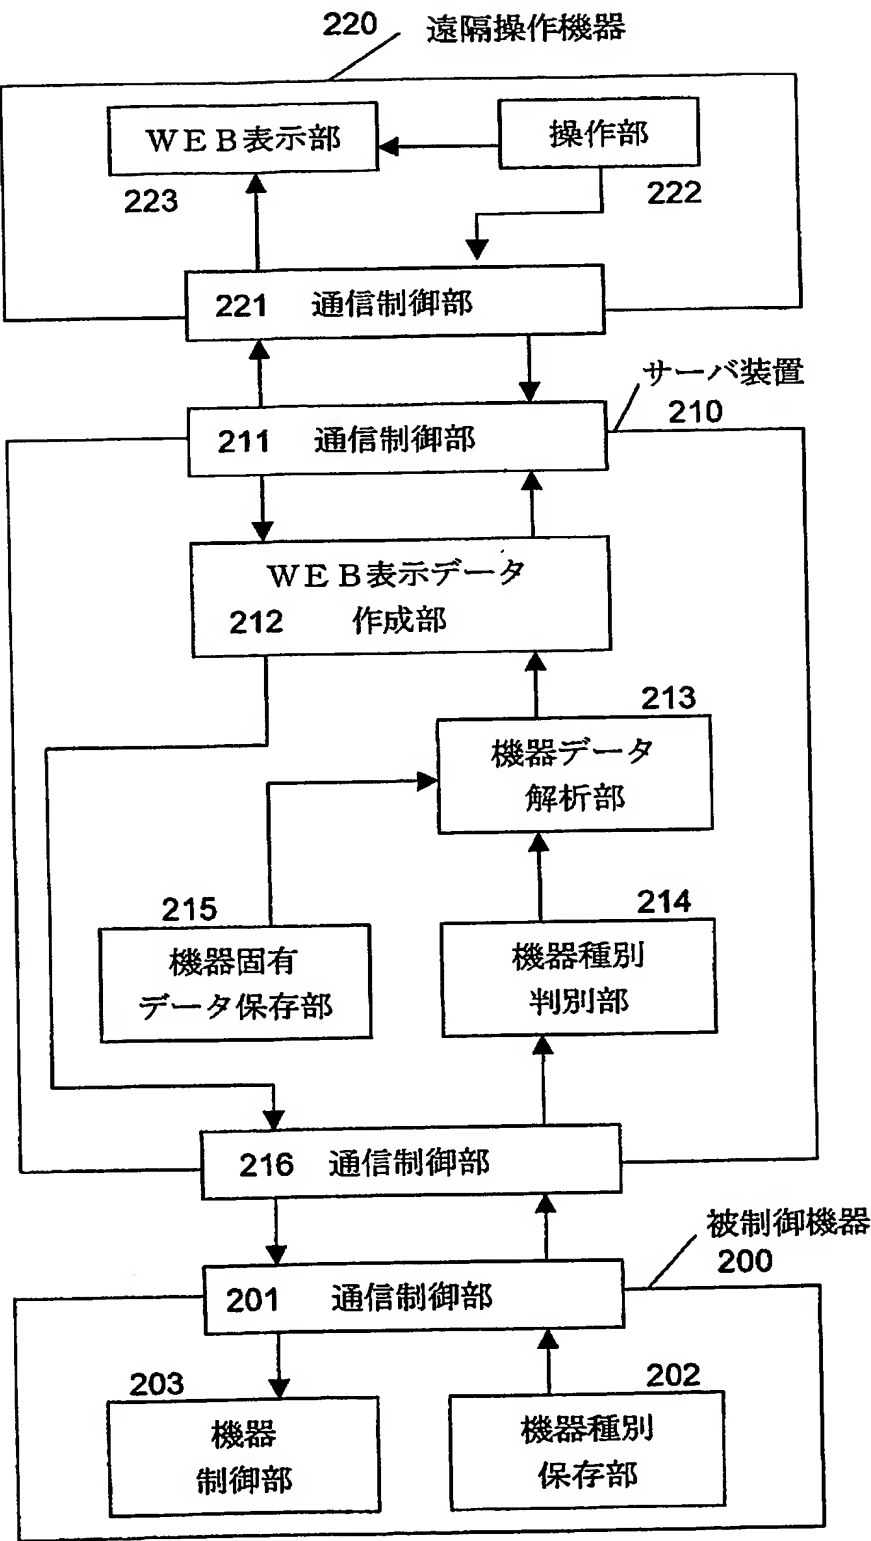 220 遠隔操作機器
WEB表示部
操作部
223
222
221 通信制御部
サーバ装置
210
211 通信制御部
WEB表示データ
212 作成部
213
機器データ
解析部
215
機器固有
データ保存部
214
機器種別
判別部
216 通信制御部
被制御機器
200
201 通信制御部
203
機器
制御部
202
機器種別
保存部